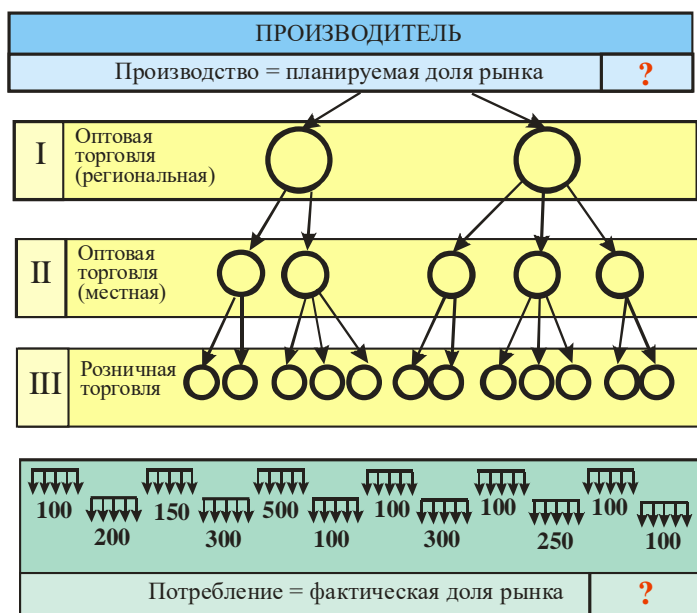 ПРОИЗВОДИТЕЛЬ
Производство = планируемая доля рынка ?
I Оптовая
торговля
(региональная)
II Оптовая
торговля
(местная)
III Розничная
торговля
100 150 500 100 100 100
200 300 100 300 250 100
Потребление = фактическая доля рынка ?